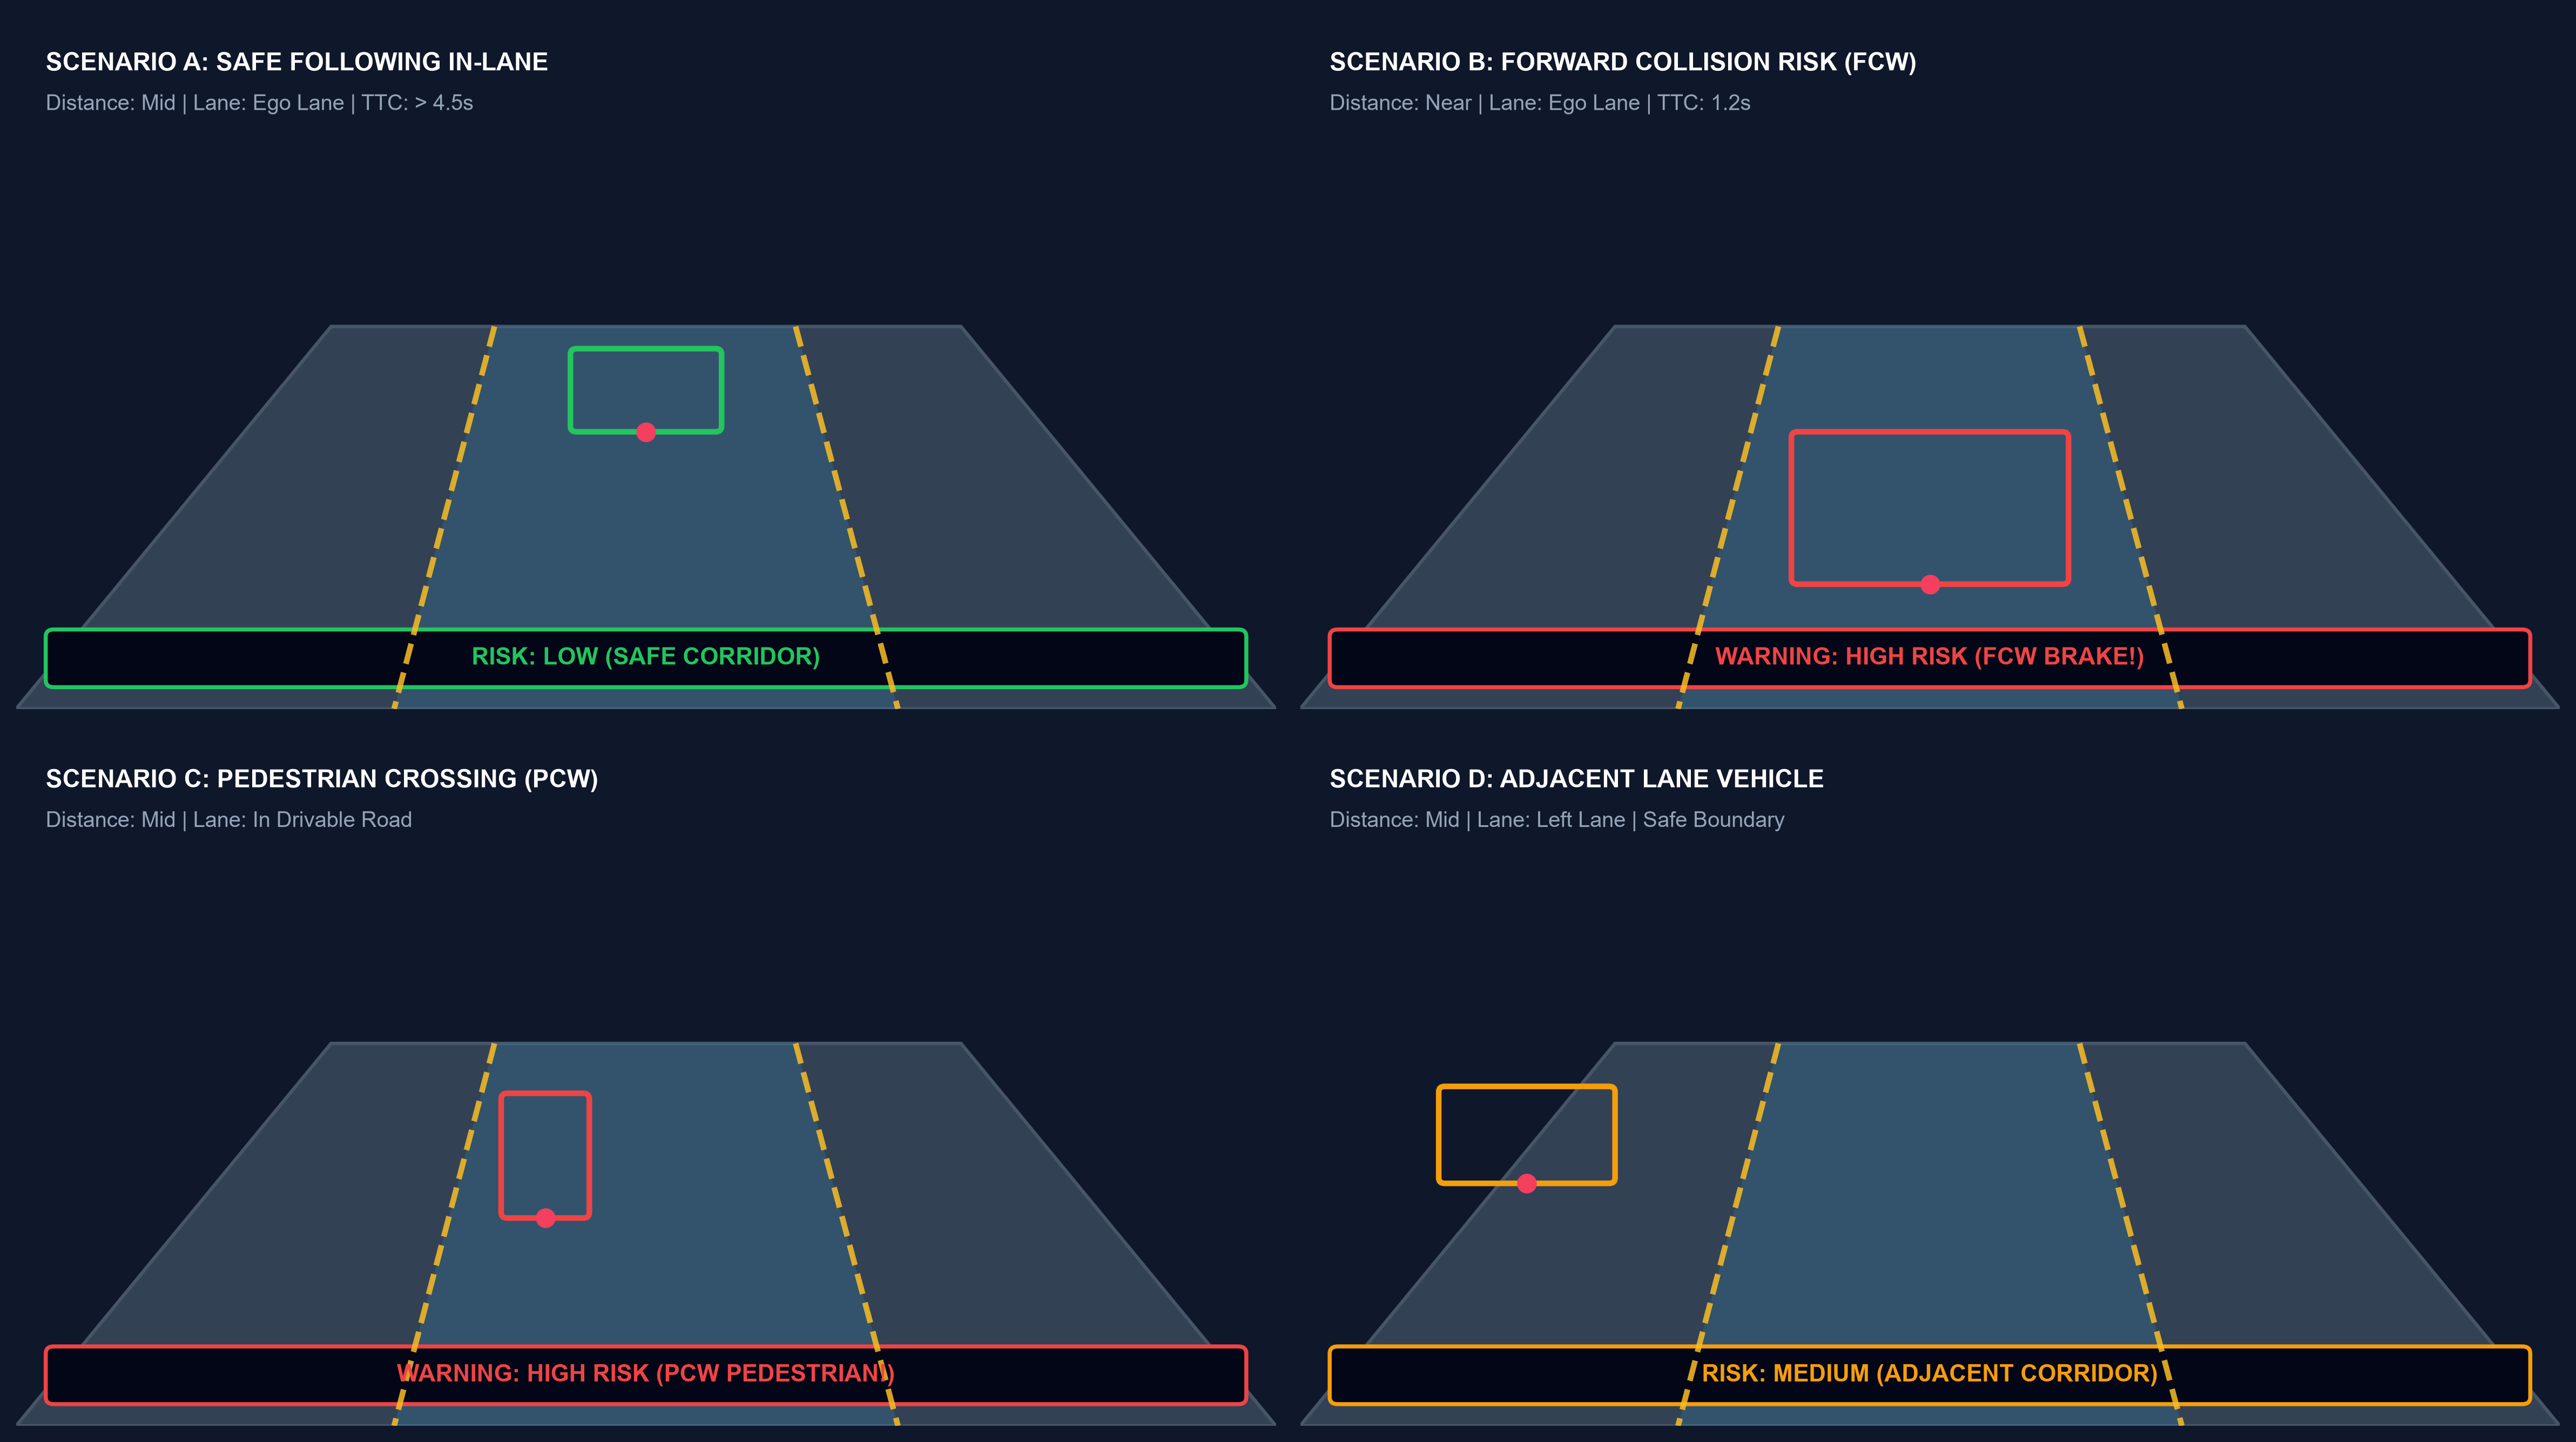 SCENARIO A: SAFE FOLLOWING IN-LANE
Distance: Mid | Lane: Ego Lane | TTC: > 4.5s
RISK: LOW (SAFE CORRIDOR)
SCENARIO B: FORWARD COLLISION RISK (FCW)
Distance: Near | Lane: Ego Lane | TTC: 1.2s
WARNING: HIGH RISK (FCW BRAKE!)
SCENARIO C: PEDESTRIAN CROSSING (PCW)
Distance: Mid | Lane: In Drivable Road
WARNING: HIGH RISK (PCW PEDESTRIAN!)
SCENARIO D: ADJACENT LANE VEHICLE
Distance: Mid | Lane: Left Lane | Safe Boundary
RISK: MEDIUM (ADJACENT CORRIDOR)